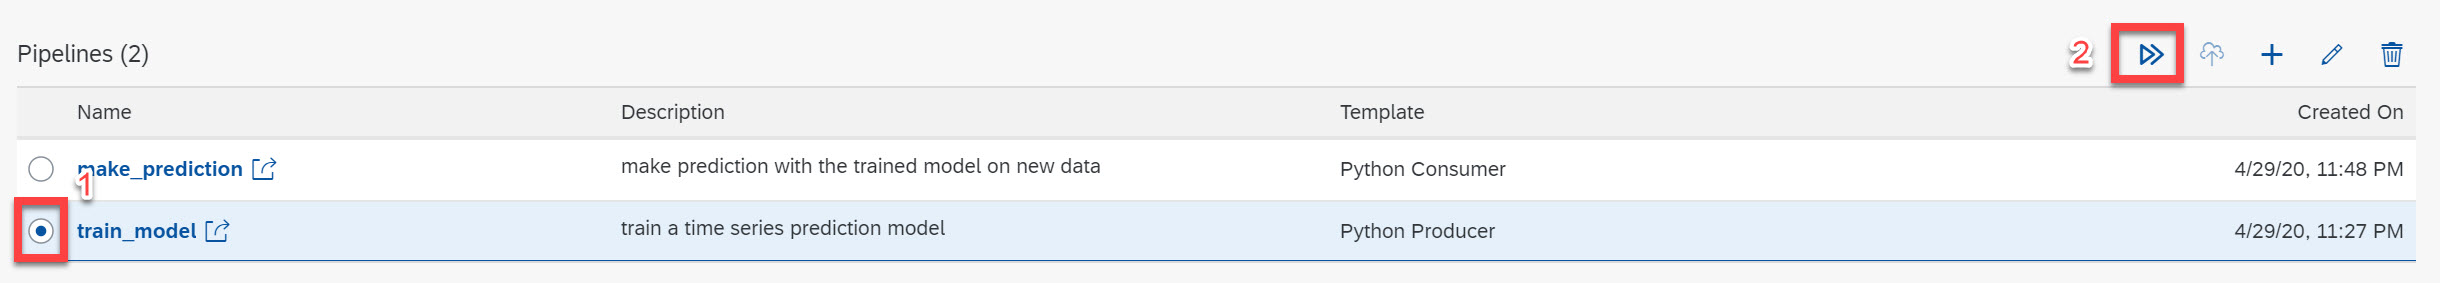 Pipelines (2) 2
Name Description Template Created On
make_prediction make prediction with the trained model on new data Python Consumer 4/29/20, 11:48 PM
1
train_model train a time series prediction model Python Producer 4/29/20, 11:27 PM